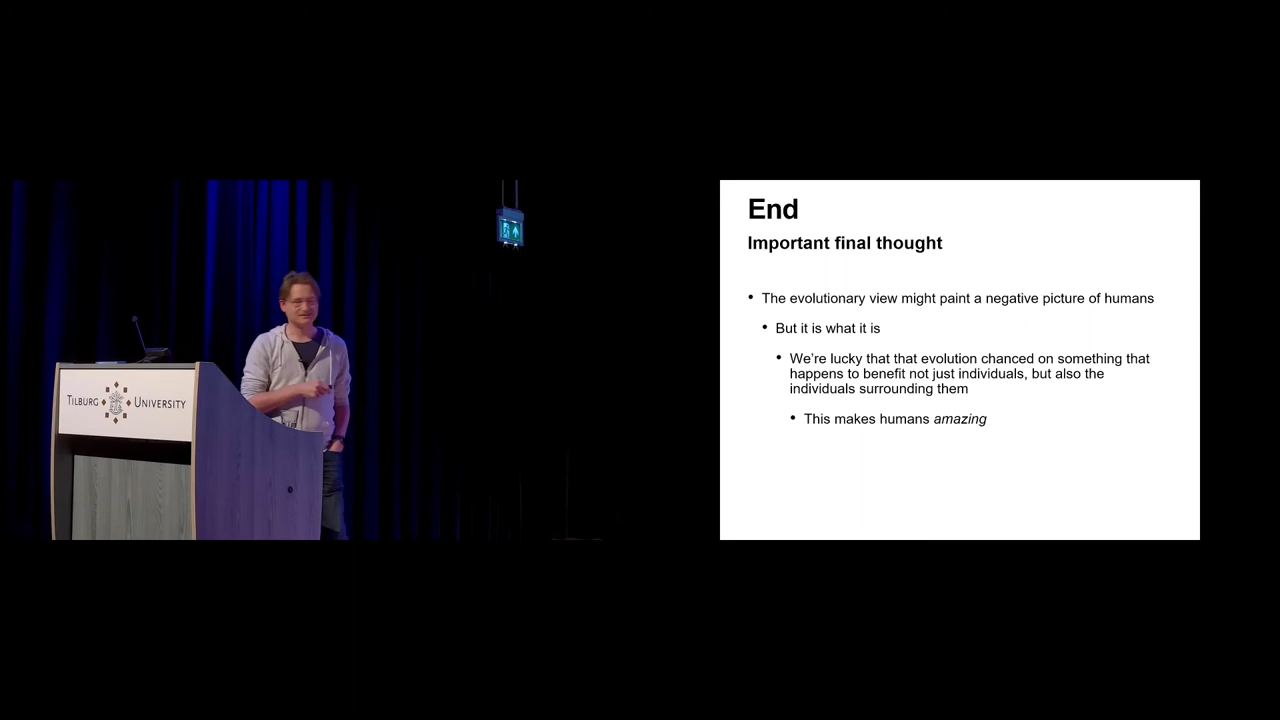 TILBURG UNIVERSITY
End
Important final thought
• The evolutionary view might paint a negative picture of humans
• But it is what it is
• We're lucky that that evolution chanced on something that
happens to benefit not just individuals, but also the
individuals surrounding them
• This makes humans amazing